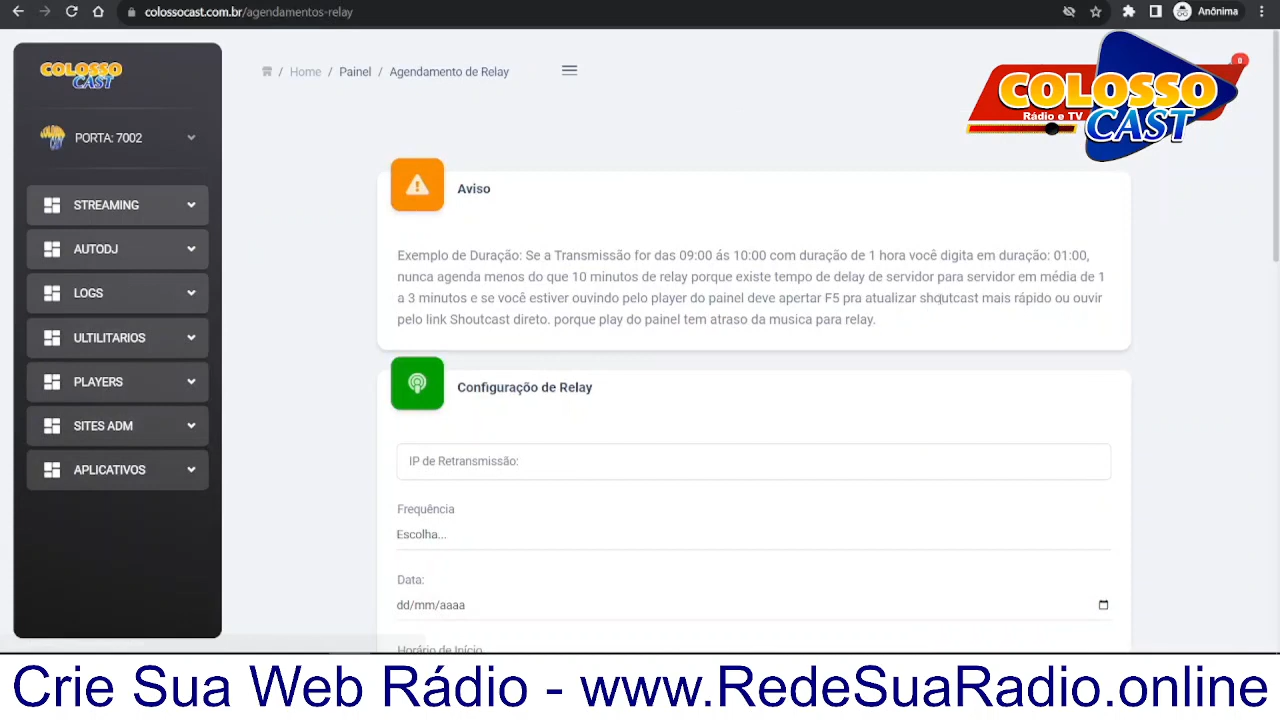 colossocast.com.br/agendamentos-relay
Anônima
COLOSSO
CAST
PORTA: 7002
STREAMING
AUTODJ
LOGS
ULTILITARIOS
PLAYERS
SITES ADM
APLICATIVOS
/ Home / Painel / Agendamento de Relay
0
COLOSSO
Rádio e TV
CAST
Aviso
Exemplo de Duração: Se a Transmissão for das 09:00 ás 10:00 com duração de 1 hora você digita em duração: 01:00,
nunca agenda menos do que 10 minutos de relay porque existe tempo de delay de servidor para servidor em média de 1
a 3 minutos e se você estiver ouvindo pelo player do painel deve apertar F5 pra atualizar shoutcast mais rápido ou ouvir
pelo link Shoutcast direto. porque play do painel tem atraso da musica para relay.
Configuração de Relay
IP de Retransmissão:
Frequência
Escolha...
Data:
dd/mm/aaaa
Horário de Início
Crie Sua Web Rádio - www.RedeSuaRadio.online